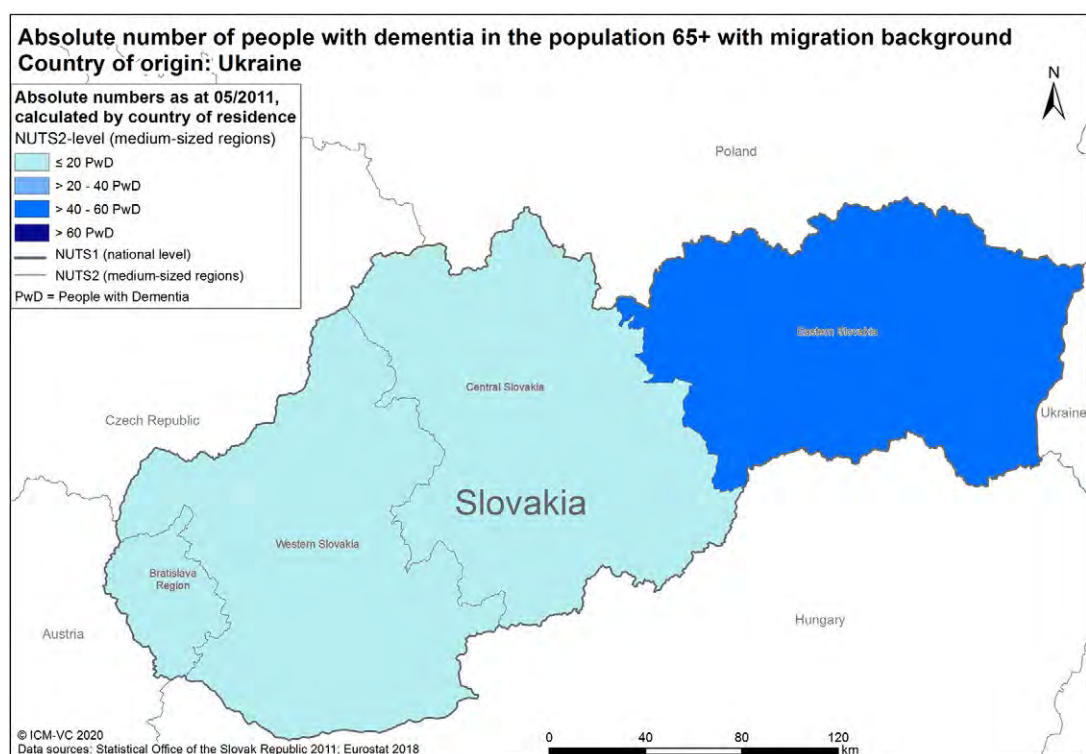 Absolute number of people with dementia in the population 65+ with migration background
Country of origin: Ukraine
Absolute numbers as at 05/2011,
calculated by country of residence
NUTS2-level (medium-sized regions)
≤ 20 PwD
> 20 - 40 PwD
> 40 - 60 PwD
> 60 PwD
NUTS1 (national level)
NUTS2 (medium-sized regions)
PwD = People with Dementia
N
Poland
Eastern Slovakia
Central Slovakia
Czech Republic
Ukraine
Slovakia
Western Slovakia
Bratislava
Region
Austria
Hungary
© ICM-VC 2020
Data sources: Statistical Office of the Slovak Republic 2011; Eurostat 2018
0 40 80 120
km